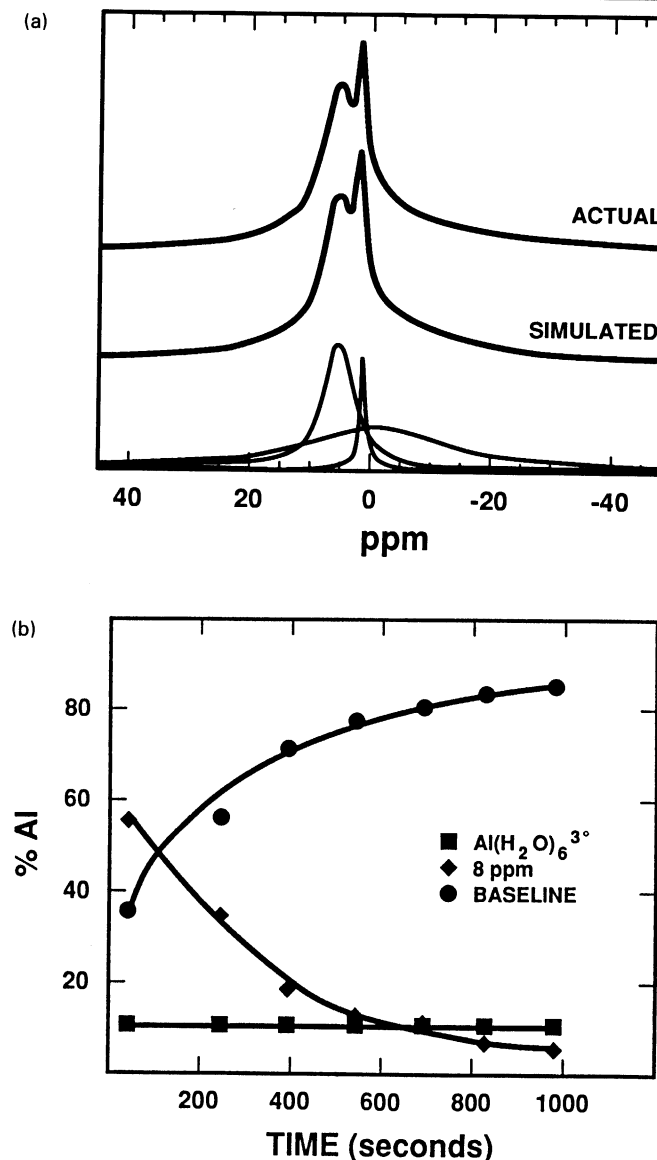 (a)
ACTUAL
SIMULATED
40 20 0 -20 -40
ppm
(b)
80
60
40
20
% Al
Al(H₂O)₆³°
8 ppm
BASELINE
200 400 600 800 1000
TIME (seconds)